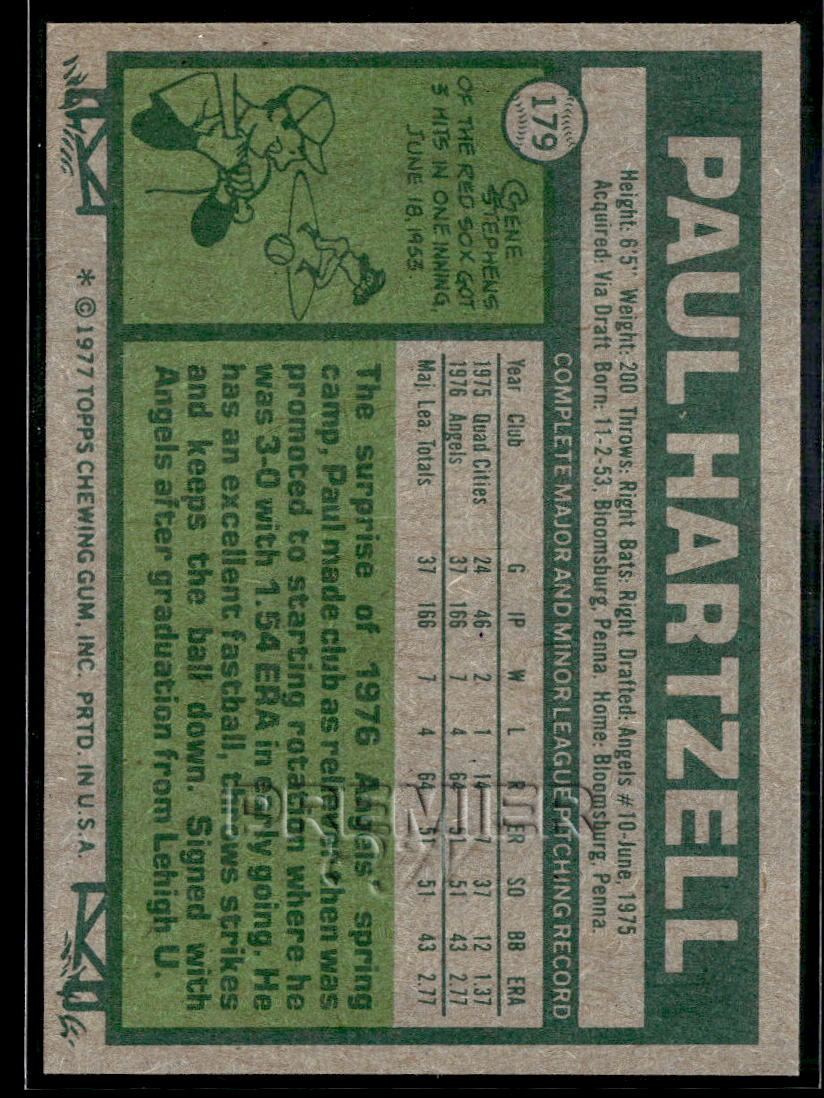 179
PAUL HARTZELL
Height: 6'5" Weight: 200 Throws: Right Bats: Right Drafted: Angels #10-June, 1975
Acquired: Via Draft Born: 11-2-53, Bloomsburg, Penna. Home: Bloomsburg, Penna.
COMPLETE MAJOR AND MINOR LEAGUE PITCHING RECORD
Year Club G IP W L R ER SO BB ERA
1975 Quad Cities 24 46 2 1 14 7 37 12 1.37
1976 Angels 37 166 7 4 64 51 51 43 2.77
Maj. Lea. Totals 37 166 7 4 64 51 51 43 2.77
GENE
STEPHENS
OF THE RED SOX GOT
3 HITS IN ONE INNING,
JUNE 18, 1953.
The surprise of 1976 Angels' spring
camp, Paul made club as reliever then was
promoted to starting rotation where he
was 3-0 with 1.54 ERA in early going. He
has an excellent fastball, throws strikes
and keeps the ball down. Signed with
Angels after graduation from Lehigh U.
* © 1977 TOPPS CHEWING GUM, INC. PRTD. IN U.S.A.
PREMIER